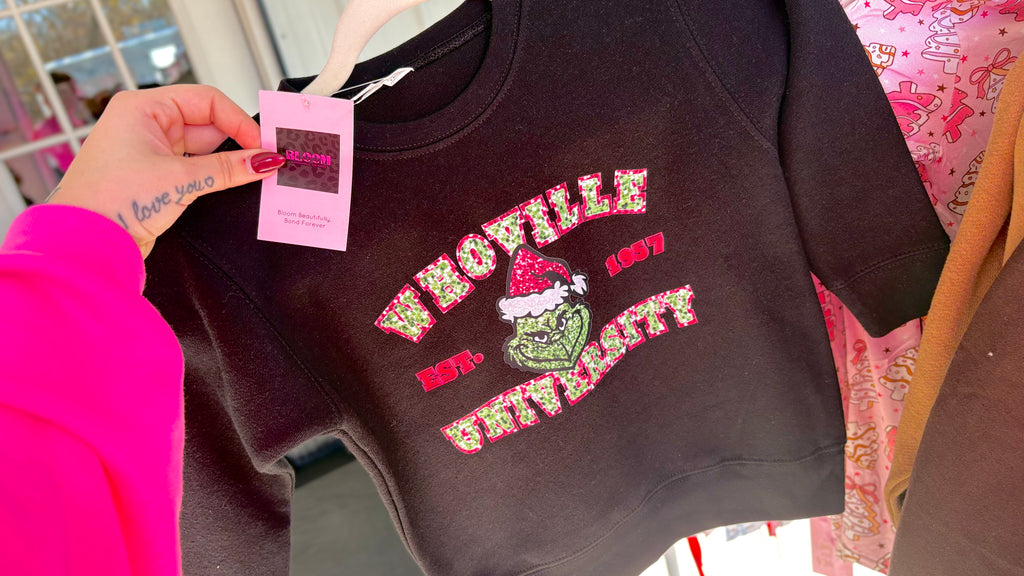 I love you
BLOOM
Bloom Beautifully,
Bond Forever
WHOVILLE
EST. 1957
UNIVERSITY